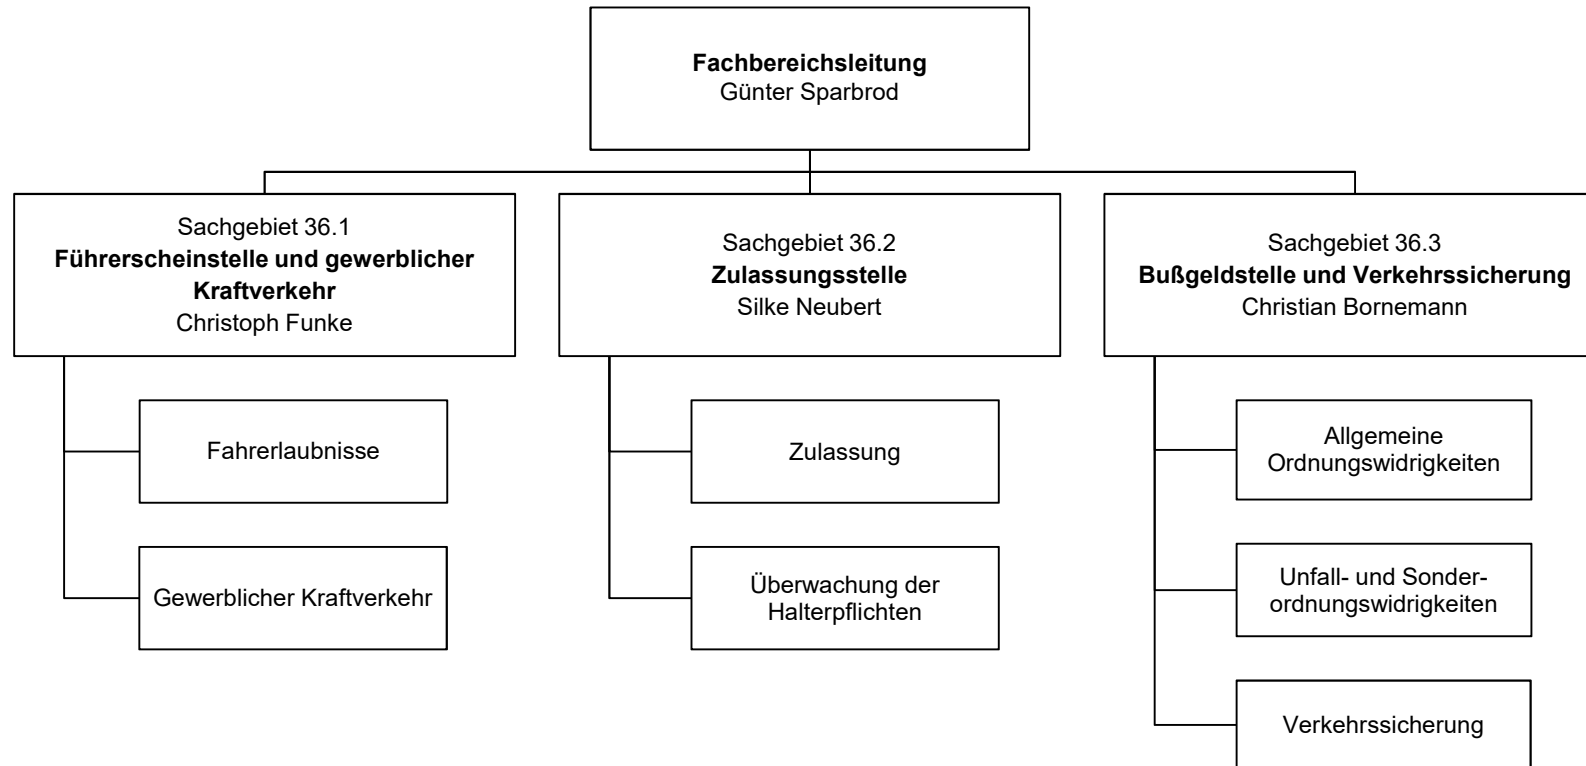 Fachbereichsleitung
Günter Sparbrod
Sachgebiet 36.1
Führerscheinstelle und gewerblicher
Kraftverkehr
Christoph Funke
Fahrerlaubnisse
Gewerblicher Kraftverkehr
Sachgebiet 36.2
Zulassungsstelle
Silke Neubert
Zulassung
Überwachung der
Halterpflichten
Sachgebiet 36.3
Bußgeldstelle und Verkehrssicherung
Christian Bornemann
Allgemeine
Ordnungswidrigkeiten
Unfall- und Sonder-
ordnungswidrigkeiten
Verkehrssicherung